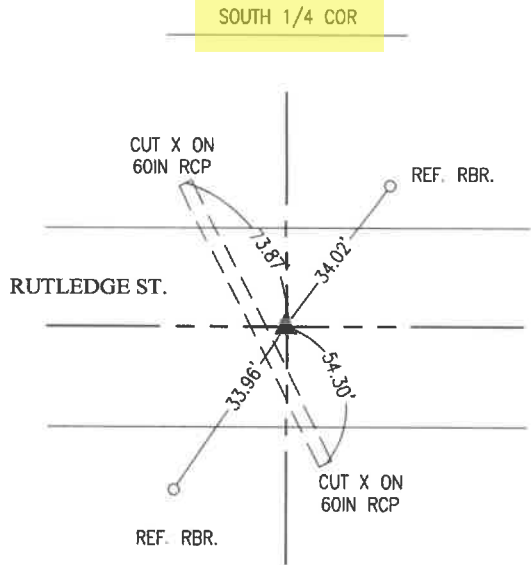 SOUTH 1/4 COR
CUT X ON
60IN RCP
REF. RBR.
73.87'
34.02'
RUTLEDGE ST.
33.96'
54.30'
CUT X ON
60IN RCP
REF. RBR.